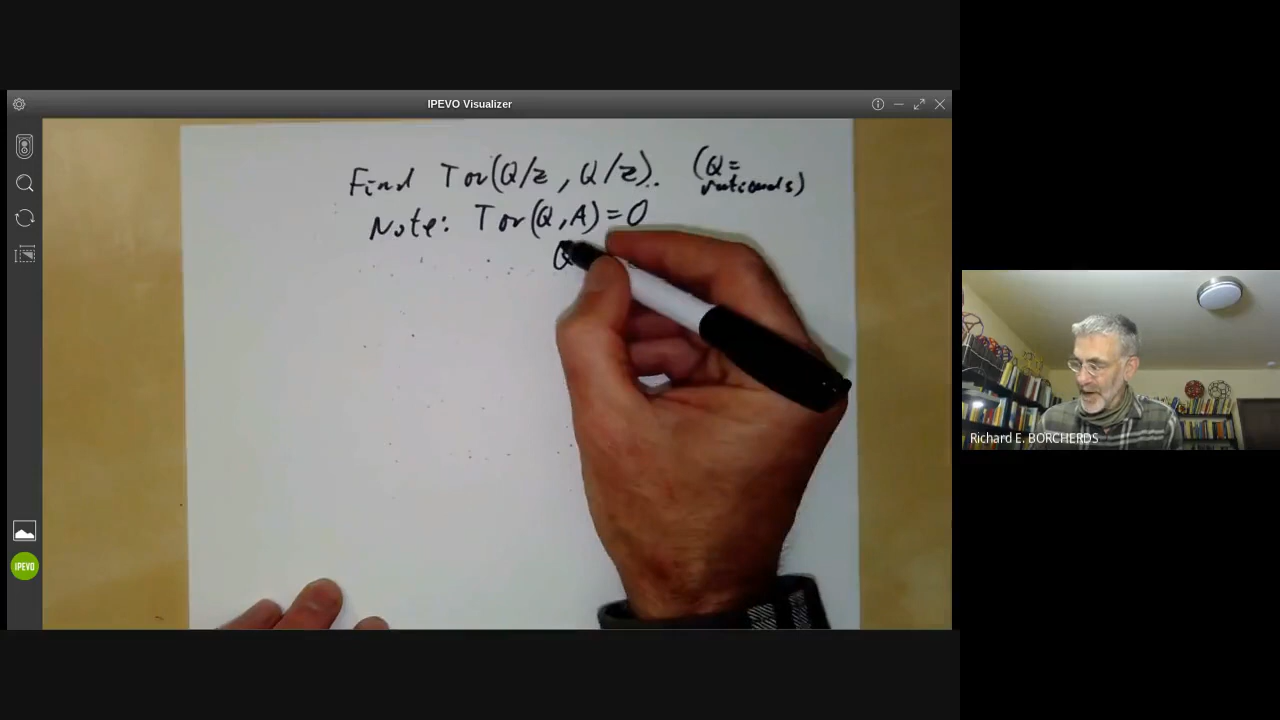 IPEVO Visualizer
Find Tor(Q/Z, Q/Z). (Q=
rationals)
Note: Tor(Q,A)=0
Q
IPEVO
Richard E. BORCHERDS